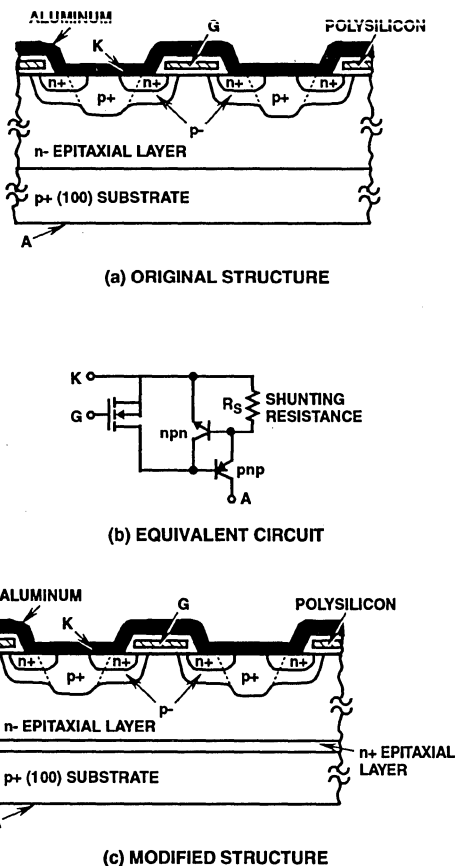 ALUMINUM
K
G
POLYSILICON
n+
n+
n+
n+
p+
p+
p-
n- EPITAXIAL LAYER
p+ (100) SUBSTRATE
A
(a) ORIGINAL STRUCTURE
K
G
RS SHUNTING
RESISTANCE
npn
pnp
A
(b) EQUIVALENT CIRCUIT
ALUMINUM
K
G
POLYSILICON
n+
n+
n+
n+
p+
p+
p-
n- EPITAXIAL LAYER
n+ EPITAXIAL
LAYER
p+ (100) SUBSTRATE
(c) MODIFIED STRUCTURE